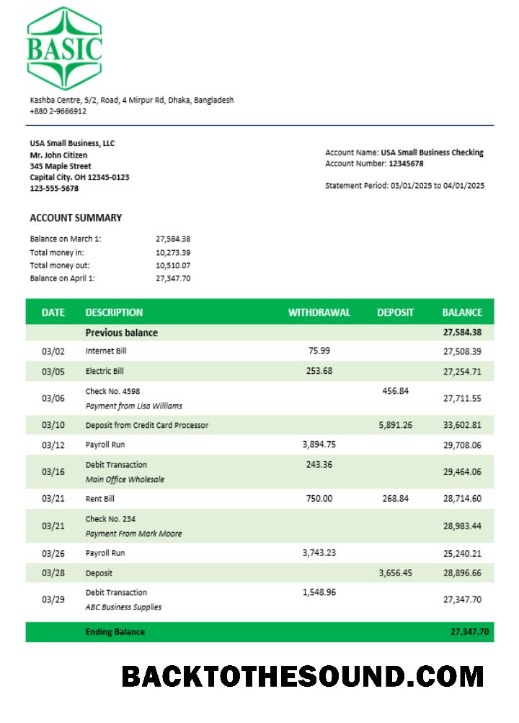 BASIC
Kashba Centre, 5/2, Road, 4 Mirpur Rd, Dhaka, Bangladesh
+880 2-9666912
USA Small Business, LLC
Mr. John Citizen
345 Maple Street
Capital City. OH 12345-0123
123-555-5678
Account Name: USA Small Business Checking
Account Number: 12345678
Statement Period: 03/01/2025 to 04/01/2025
ACCOUNT SUMMARY
Balance on March 1: 27,584.38
Total money in: 10,273.39
Total money out: 10,510.07
Balance on April 1: 27,347.70
DATE DESCRIPTION WITHDRAWAL DEPOSIT BALANCE
Previous balance 27,584.38
03/02 Internet Bill 75.99 27,508.39
03/05 Electric Bill 253.68 27,254.71
03/06 Check No. 4598 456.84 27,711.55
Payment from Lisa Williams
03/10 Deposit from Credit Card Processor 5,891.26 33,602.81
03/12 Payroll Run 3,894.75 29,708.06
03/16 Debit Transaction 243.36 29,464.06
Main Office Wholesale
03/21 Rent Bill 750.00 268.84 28,714.60
03/21 Check No. 234 28,983.44
Payment From Mark Moore
03/26 Payroll Run 3,743.23 25,240.21
03/28 Deposit 3,656.45 28,896.66
03/29 Debit Transaction 1,548.96 27,347.70
ABC Business Supplies
Ending Balance 27,347.70
BACKTOTHESOUND.COM